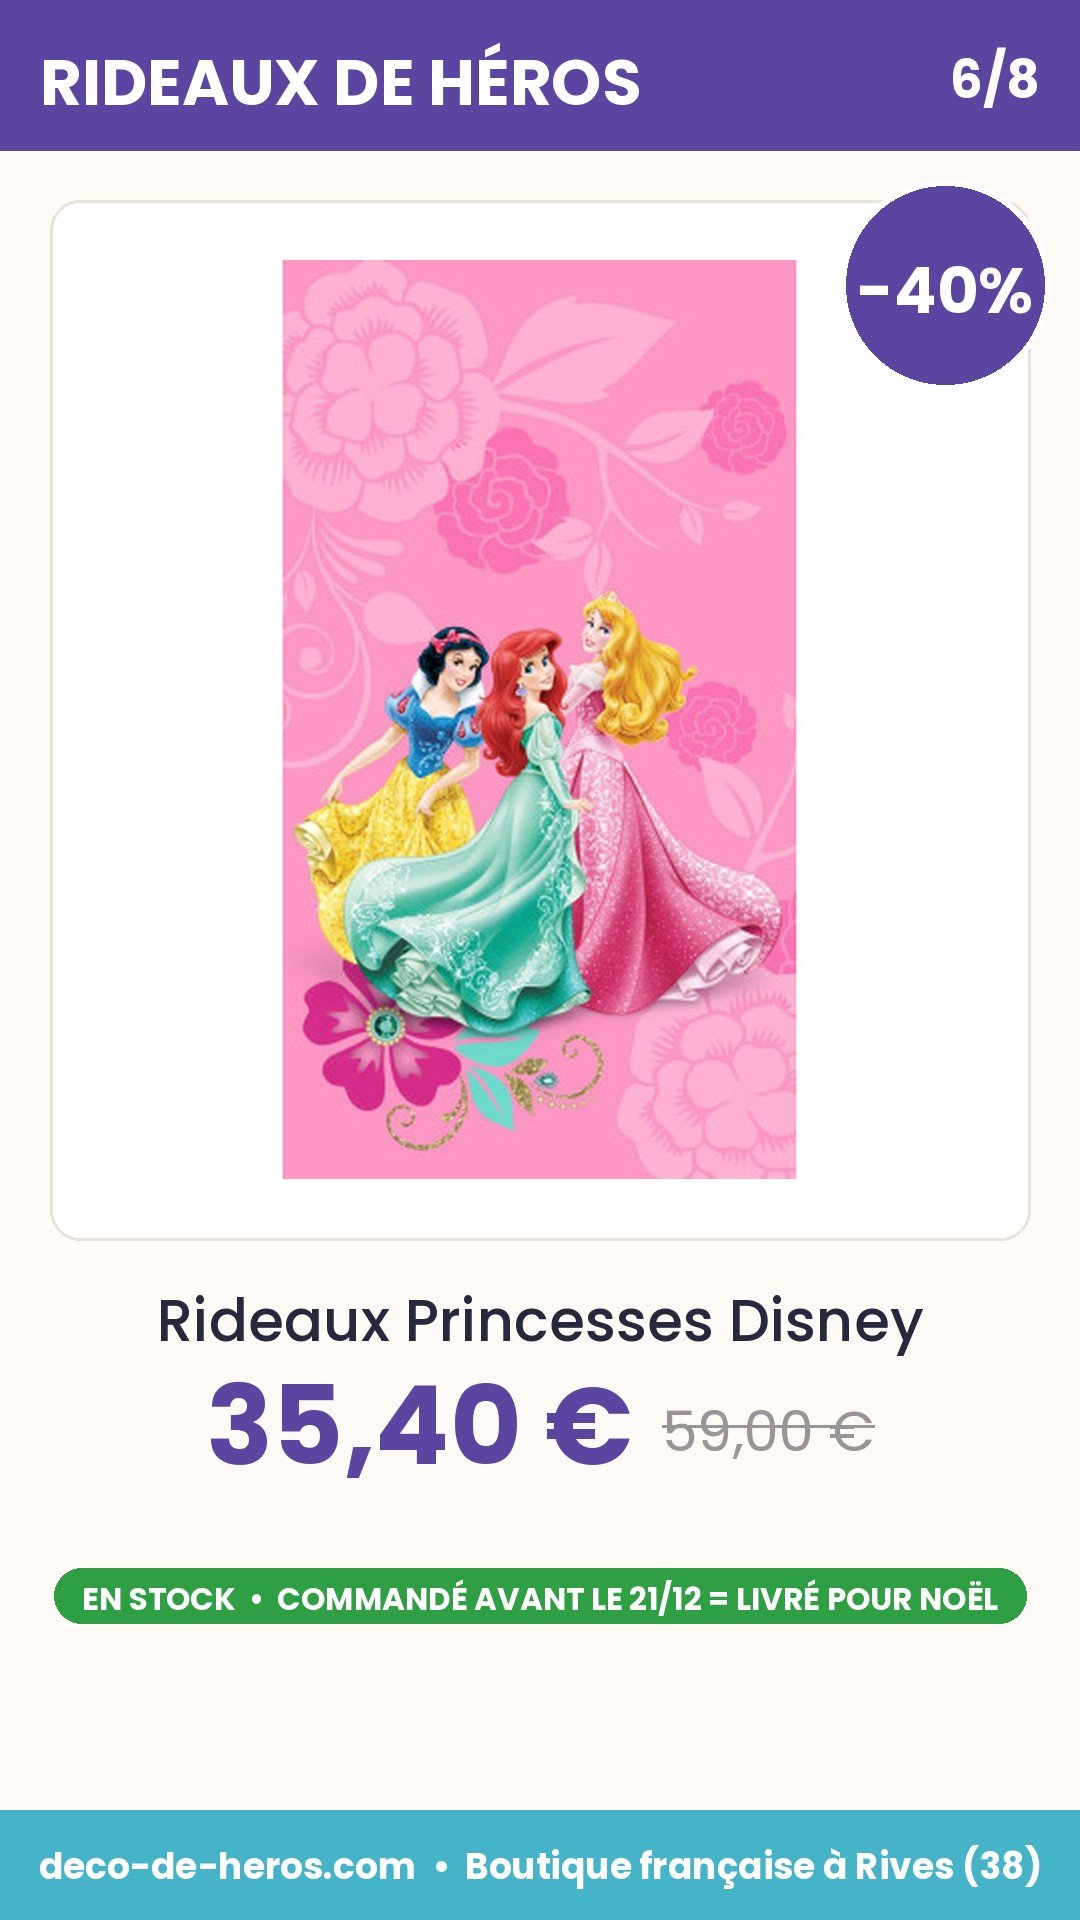 RIDEAUX DE HÉROS
6/8
-40%
Rideaux Princesses Disney
35,40 € 59,00 €
EN STOCK • COMMANDÉ AVANT LE 21/12 = LIVRÉ POUR NOËL
deco-de-heros.com • Boutique française à Rives (38)